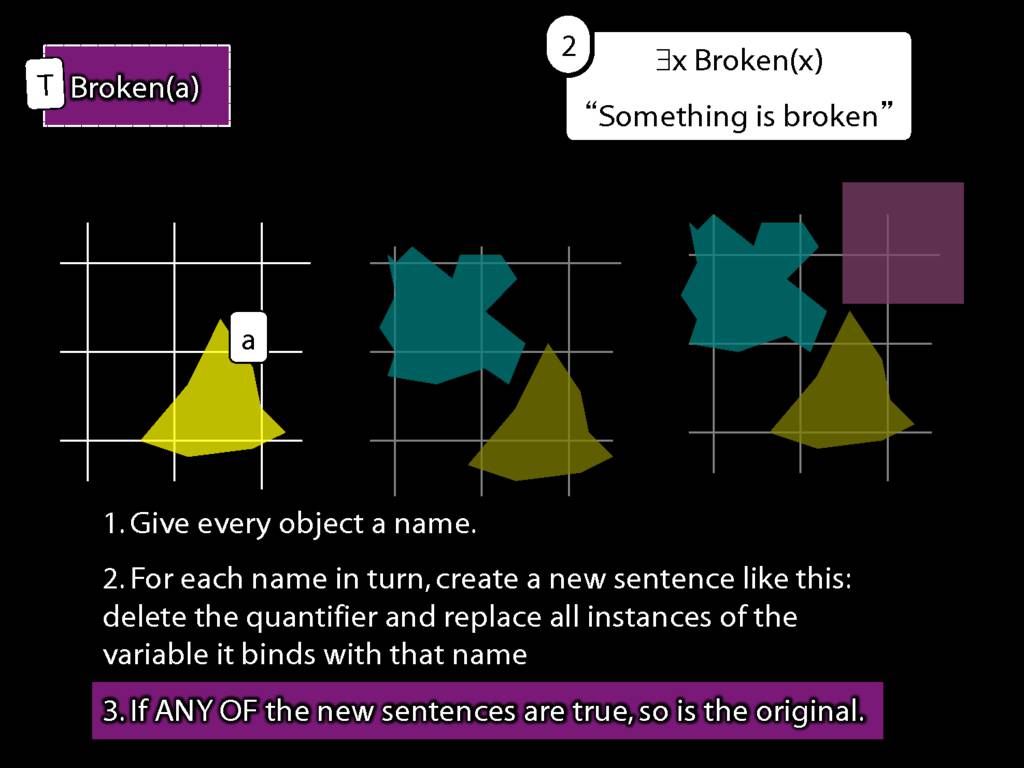 T Broken(a)
2
∃x Broken(x)
“Something is broken”
a
1. Give every object a name.
2. For each name in turn, create a new sentence like this:
delete the quantifier and replace all instances of the
variable it binds with that name
3. If ANY OF the new sentences are true, so is the original.